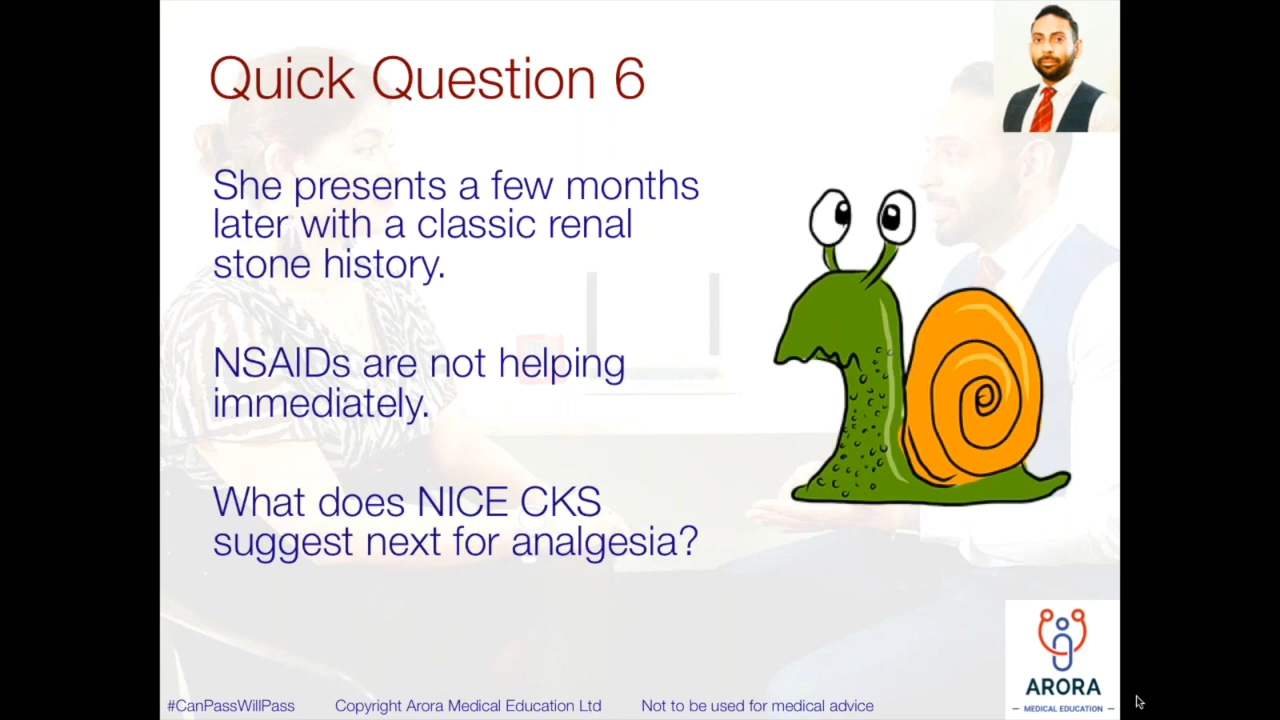 Quick Question 6
She presents a few months
later with a classic renal
stone history.
NSAIDs are not helping
immediately.
What does NICE CKS
suggest next for analgesia?
ARORA
MEDICAL EDUCATION
#CanPassWillPass Copyright Arora Medical Education Ltd Not to be used for medical advice